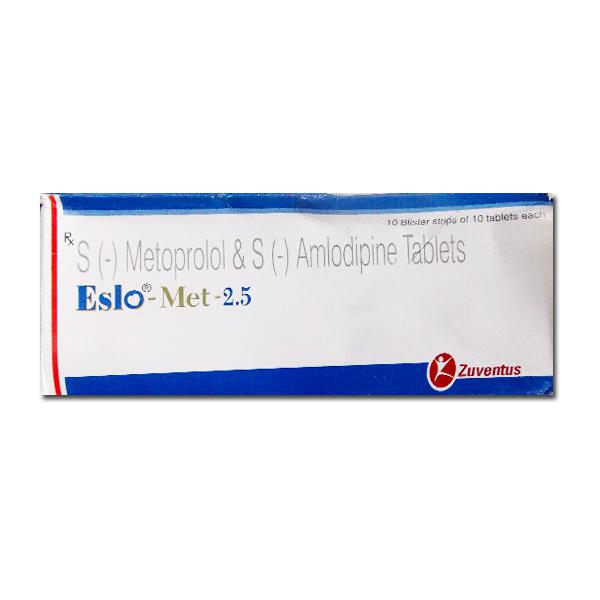 10 Blister strips of 10 tablets each
Rx S (-) Metoprolol & S (-) Amlodipine Tablets
Eslo®-Met-2.5
Zuventus